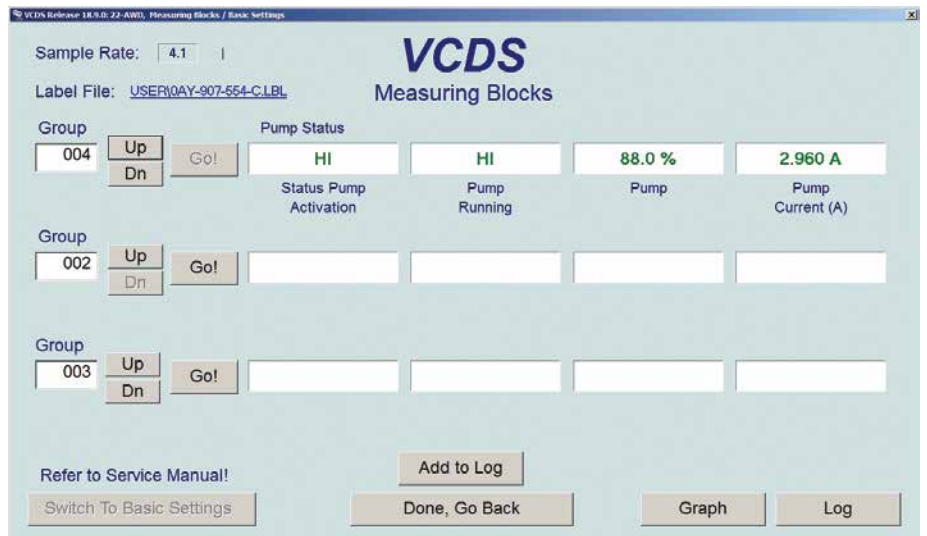 VCDS Release 18.9.0: 22-AWD, Measuring Blocks / Basic Settings
Sample Rate: 4.1
VCDS
Label File: USER\0AY-907-554-C.LBL
Measuring Blocks
Group
Pump Status
004 Up Dn Go! HI HI 88.0 % 2.960 A
Status Pump Activation
Pump Running
Pump
Pump Current (A)
Group
002 Up Dn Go!
Group
003 Up Dn Go!
Refer to Service Manual!
Add to Log
Switch To Basic Settings
Done, Go Back
Graph
Log